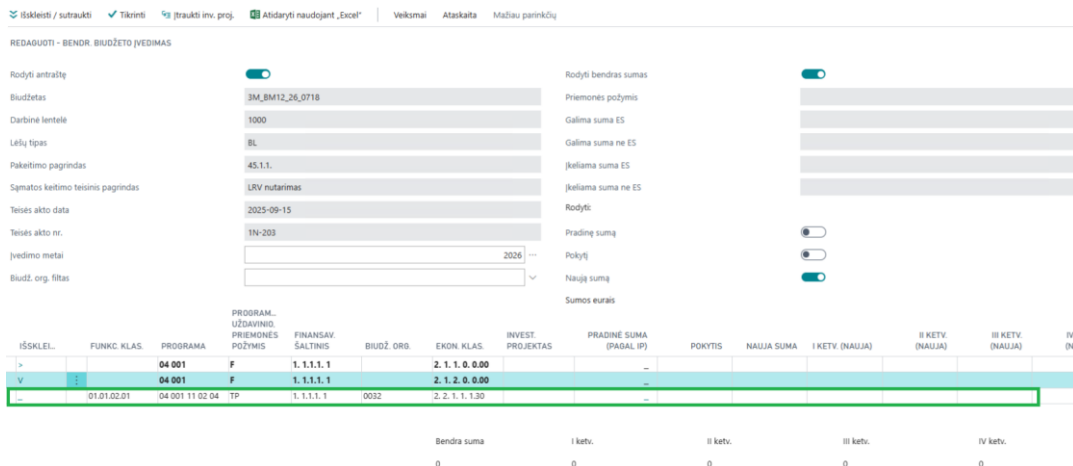 Išskleisti / sutraukti Tikrinti Įtraukti inv. proj. Atidaryti naudojant „Excel“ Veiksmai Ataskaita Mažiau parinkčių
REDAGUOTI - BENDR. BIUDŽETO ĮVEDIMAS
Rodyti antraštę Rodyti bendras sumas
Biudžetas 3M_BM12_26_0718 Priemonės požymis
Darbinė lentelė 1000 Galima suma ES
Lėšų tipas BL Galima suma ne ES
Pakeitimo pagrindas 45.1.1. Įkeliama suma ES
Sąmatos keitimo teisinis pagrindas LRV nutarimas Įkeliama suma ne ES
Teisės akto data 2025-09-15 Rodyti:
Teisės akto nr. 1N-203 Pradinę sumą
Įvedimo metai 2026 ... Pokytį
Biudž. org. filtas Naują sumą
Sumos eurais
PROGRAM...
UŽDAVINIO,
PRIEMONĖS FINANSAV. INVEST. PRADINĖ SUMA II KETV. III KETV. IV
IŠSKLEI... FUNKC. KLAS. PROGRAMA POŽYMIS ŠALTINIS BIUDŽ. ORG. EKON. KLAS. PROJEKTAS (PAGAL IP) POKYTIS NAUJA SUMA I KETV. (NAUJA) (NAUJA) (NAUJA) (N
> 04 001 F 1. 1.1.1. 1 2. 1. 1. 0. 0.00 _
V 04 001 F 1. 1.1.1. 1 2. 1. 2. 0. 0.00 _
_ 01.01.02.01 04 001 11 02 04 TP 1. 1.1.1. 1 0032 2. 2. 1. 1. 1.30 _
Bendra suma I ketv. II ketv. III ketv. IV ketv.
0 0 0 0 0